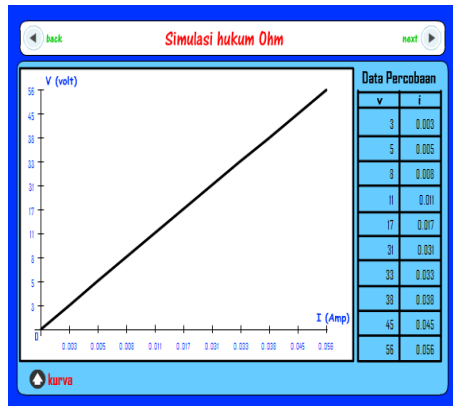 back
Simulasi hukum Ohm
next
V (volt)
56
45
38
33
31
17
11
8
5
3
0
0.003 0.005 0.008 0.011 0.017 0.031 0.033 0.038 0.045 0.056
I (Amp)
Data Percobaan
v i
3 0.003
5 0.005
8 0.008
11 0.011
17 0.017
31 0.031
33 0.033
38 0.038
45 0.045
56 0.056
kurva